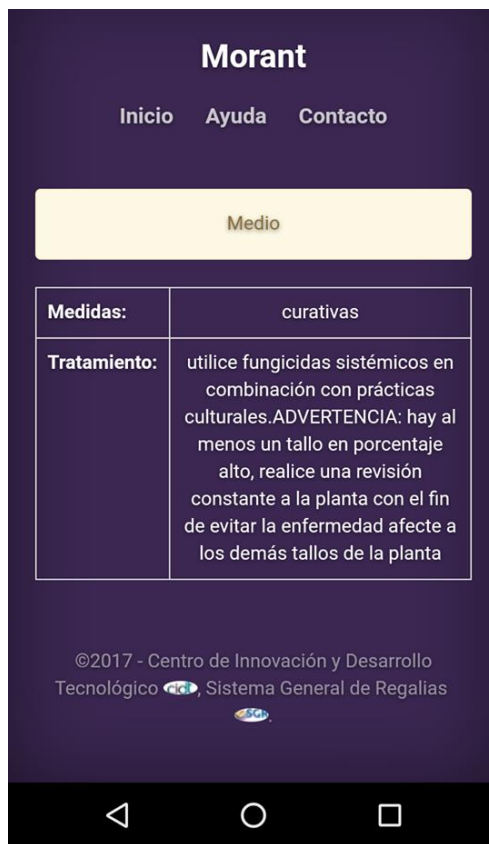 Morant
Inicio Ayuda Contacto
Medio
Medidas: curativas
Tratamiento: utilice fungicidas sistémicos en
combinación con prácticas
culturales.ADVERTENCIA: hay al
menos un tallo en porcentaje
alto, realice una revisión
constante a la planta con el fin
de evitar la enfermedad afecte a
los demás tallos de la planta
©2017 - Centro de Innovación y Desarrollo
Tecnológico cidt, Sistema General de Regalias
SGR.